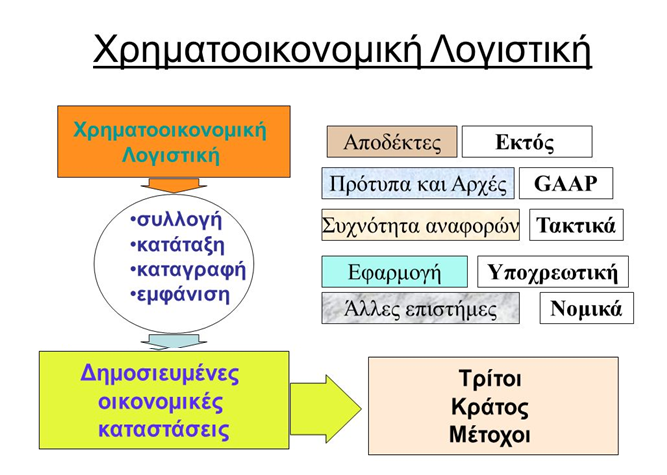 Χρηματοοικονομική Λογιστική
Χρηματοοικονομική
Λογιστική
•συλλογή
•κατάταξη
•καταγραφή
•εμφάνιση
Δημοσιευμένες
οικονομικές
καταστάσεις
Αποδέκτες Εκτός
Πρότυπα και Αρχές GAAP
Συχνότητα αναφορών Τακτικά
Εφαρμογή Υποχρεωτική
Άλλες επιστήμες Νομικά
Τρίτοι
Κράτος
Μέτοχοι